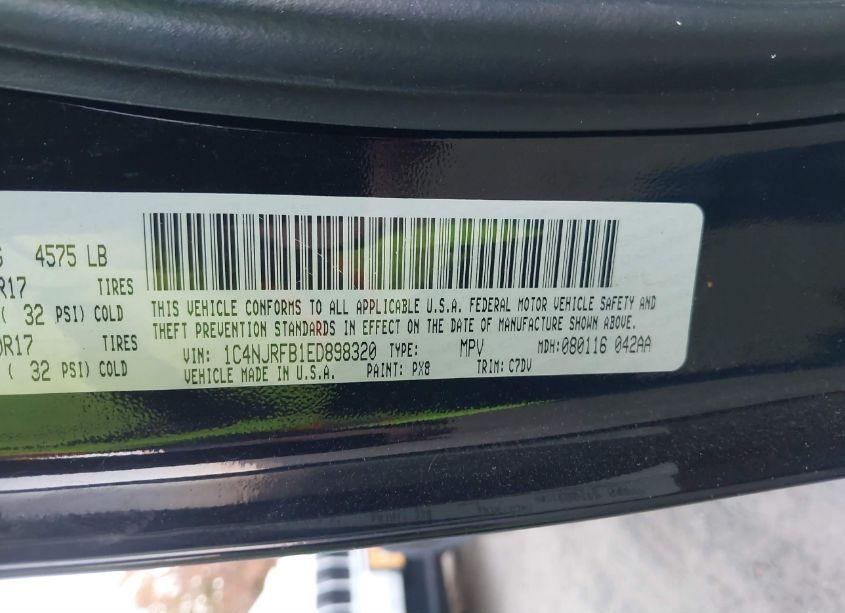 4575 LB
R17 TIRES
( 32 PSI) COLD
0R17 TIRES
( 32 PSI) COLD
THIS VEHICLE CONFORMS TO ALL APPLICABLE U.S.A. FEDERAL MOTOR VEHICLE SAFETY AND
THEFT PREVENTION STANDARDS IN EFFECT ON THE DATE OF MANUFACTURE SHOWN ABOVE.
VIN: 1C4NJRFB1ED898320 TYPE: MPV MDH:080116 042AA
VEHICLE MADE IN U.S.A. PAINT: PX8 TRIM: C7DV